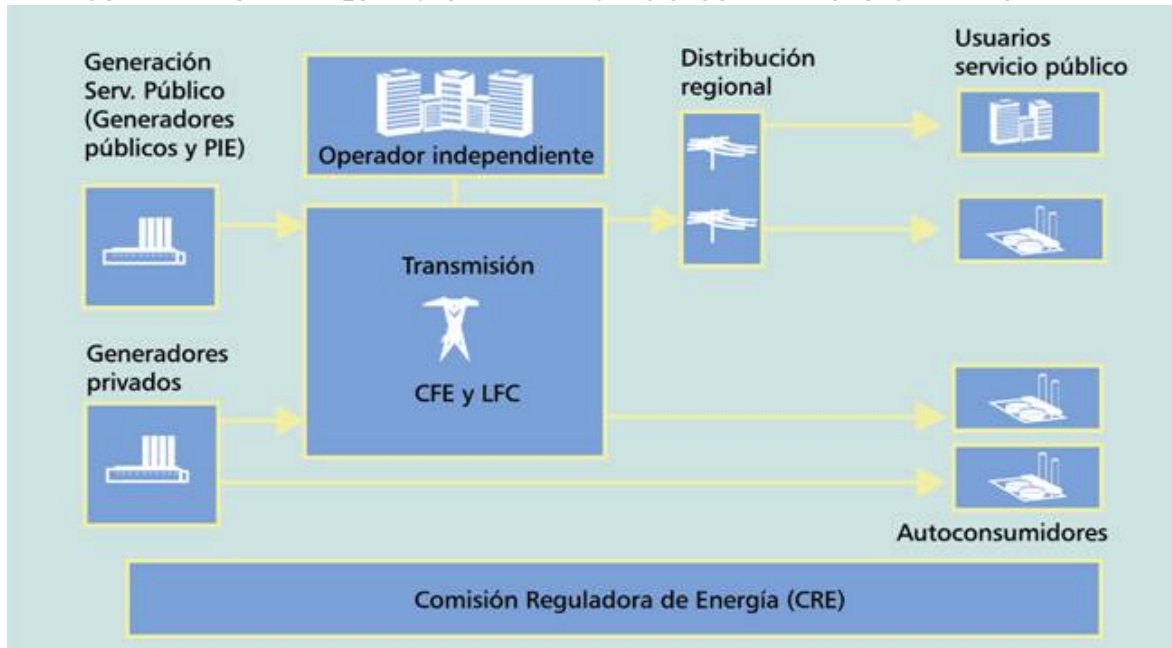 Generación
Serv. Público
(Generadores
públicos y PIE)
Operador independiente
Distribución
regional
Usuarios
servicio público
Transmisión
CFE y LFC
Generadores
privados
Autoconsumidores
Comisión Reguladora de Energía (CRE)